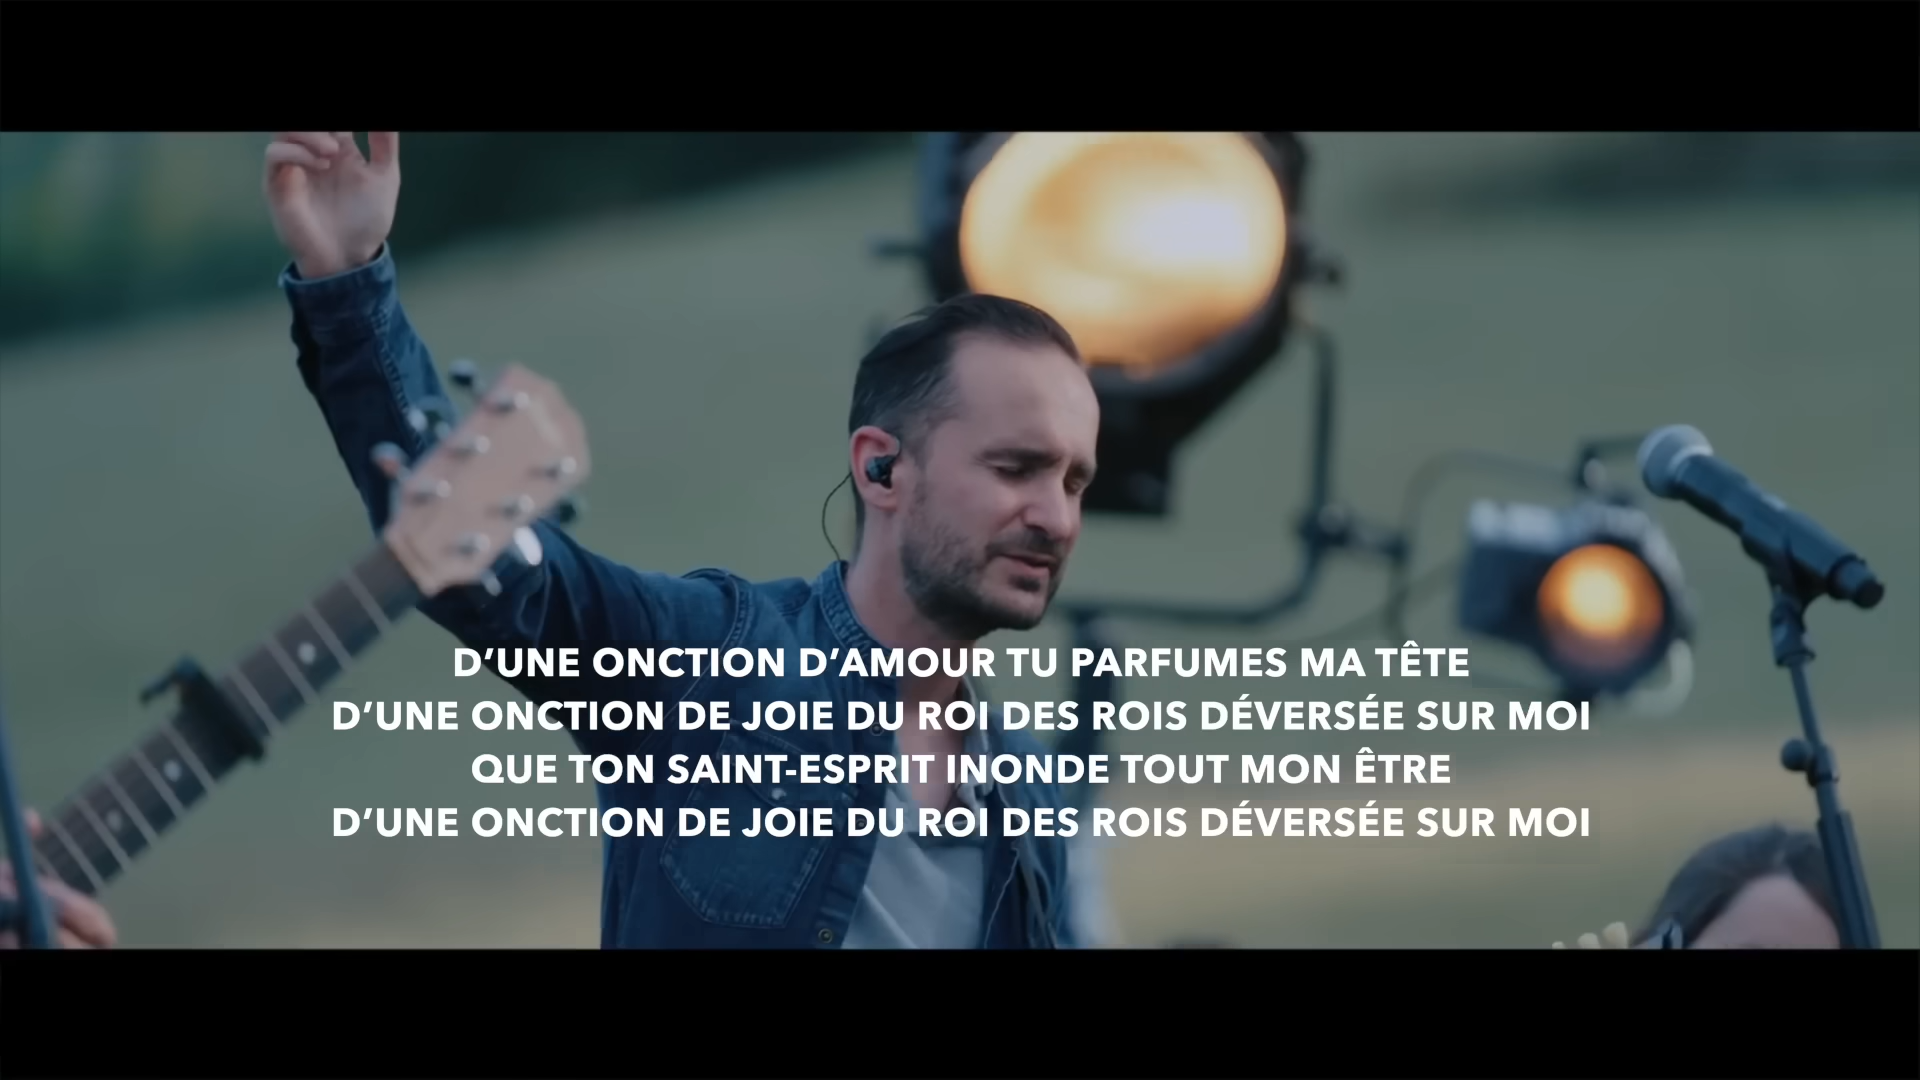 D’UNE ONCTION D’AMOUR TU PARFUMES MA TÊTE
D’UNE ONCTION DE JOIE DU ROI DES ROIS DÉVERSÉE SUR MOI
QUE TON SAINT-ESPRIT INONDE TOUT MON ÊTRE
D’UNE ONCTION DE JOIE DU ROI DES ROIS DÉVERSÉE SUR MOI